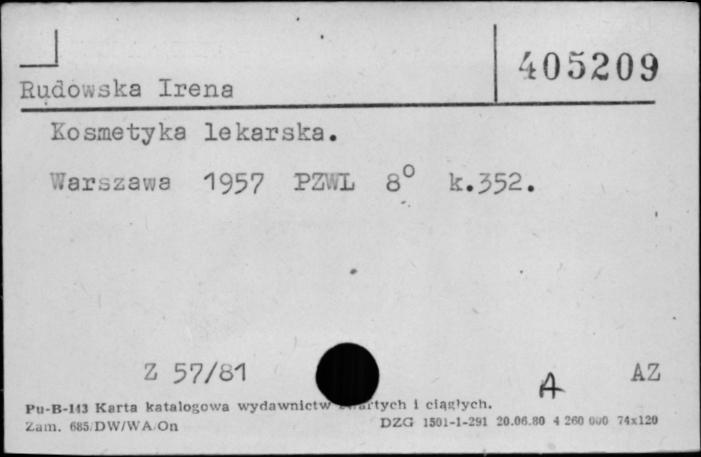 405209
Rudowska Irena
Kosmetyka lekarska.
Warszawa 1957 PZWL 8° k.352.
Z 57/81
A AZ
Pu-B-143 Karta katalogowa wydawnictw zwartych i ciągłych.
Zam. 685/DW/WA/On DZG 1501-1-291 20.06.80 4 260 000 74x120